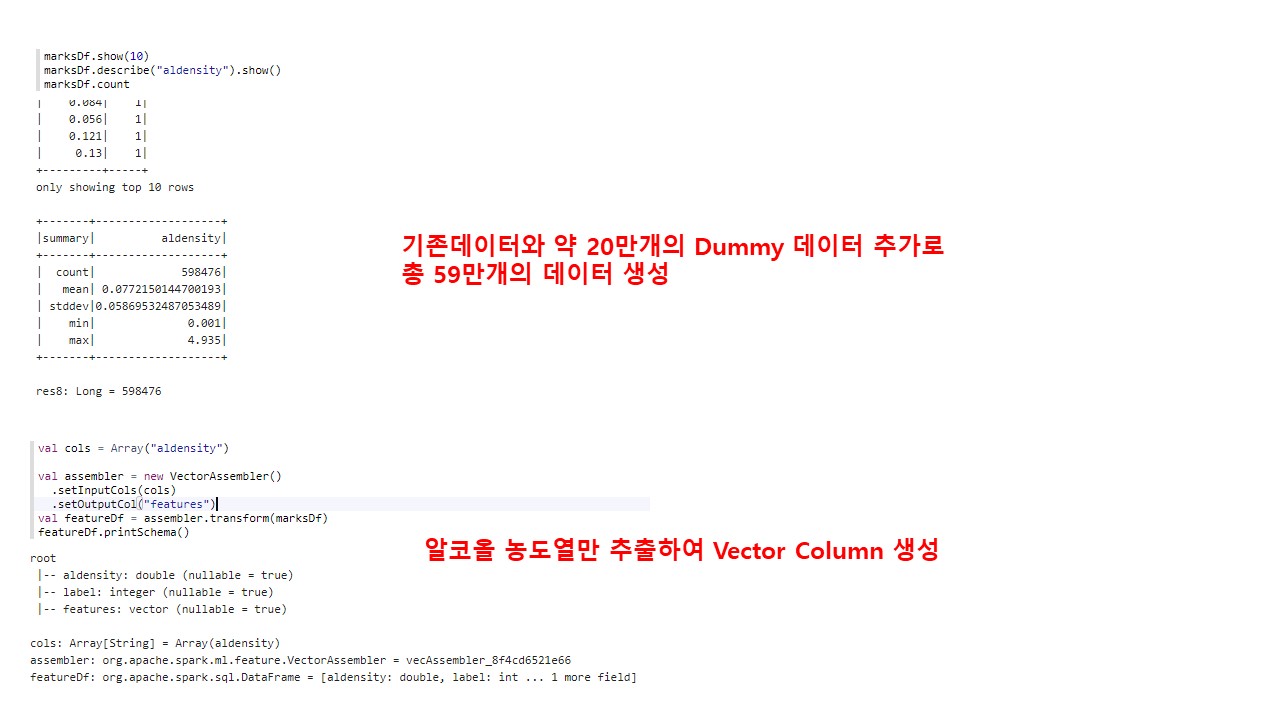 marksDf.show(10)
marksDf.describe("aldensity").show()
marksDf.count
|    0.084|    1|
|    0.056|    1|
|    0.121|    1|
|     0.13|    1|
+---------+-----+
only showing top 10 rows
+-------+-------------------+
|summary|          aldensity|
+-------+-------------------+
|  count|             598476|
|   mean| 0.0772150144700193|
| stddev|0.05869532487053489|
|    min|              0.001|
|    max|              4.935|
+-------+-------------------+
기존데이터와 약 20만개의 Dummy 데이터 추가로
총 59만개의 데이터 생성
res8: Long = 598476
val cols = Array("aldensity")
val assembler = new VectorAssembler()
  .setInputCols(cols)
  .setOutputCol("features")
val featureDf = assembler.transform(marksDf)
featureDf.printSchema()
알코올 농도열만 추출하여 Vector Column 생성
root
 |-- aldensity: double (nullable = true)
 |-- label: integer (nullable = true)
 |-- features: vector (nullable = true)
cols: Array[String] = Array(aldensity)
assembler: org.apache.spark.ml.feature.VectorAssembler = vecAssembler_8f4cd6521e66
featureDf: org.apache.spark.sql.DataFrame = [aldensity: double, label: int ... 1 more field]